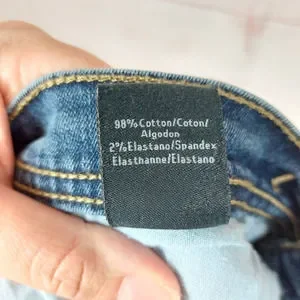 98% Cotton/Coton/
Algodon
2% Elastano/Spandex
Elasthanne/Elastano